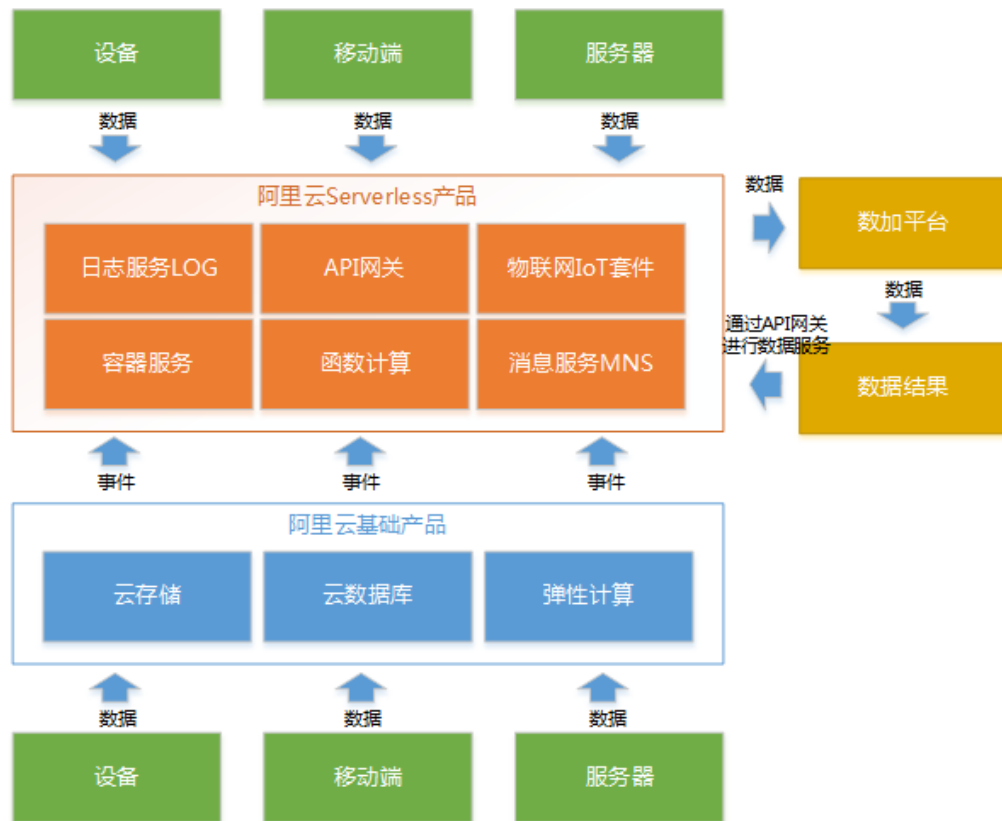 设备
移动端
服务器
数据
数据
数据
阿里云Serverless产品
数据
数加平台
日志服务LOG
API网关
物联网IoT套件
数据
通过API网关
进行数据服务
容器服务
函数计算
消息服务MNS
数据结果
事件
事件
事件
阿里云基础产品
云存储
云数据库
弹性计算
数据
数据
数据
设备
移动端
服务器